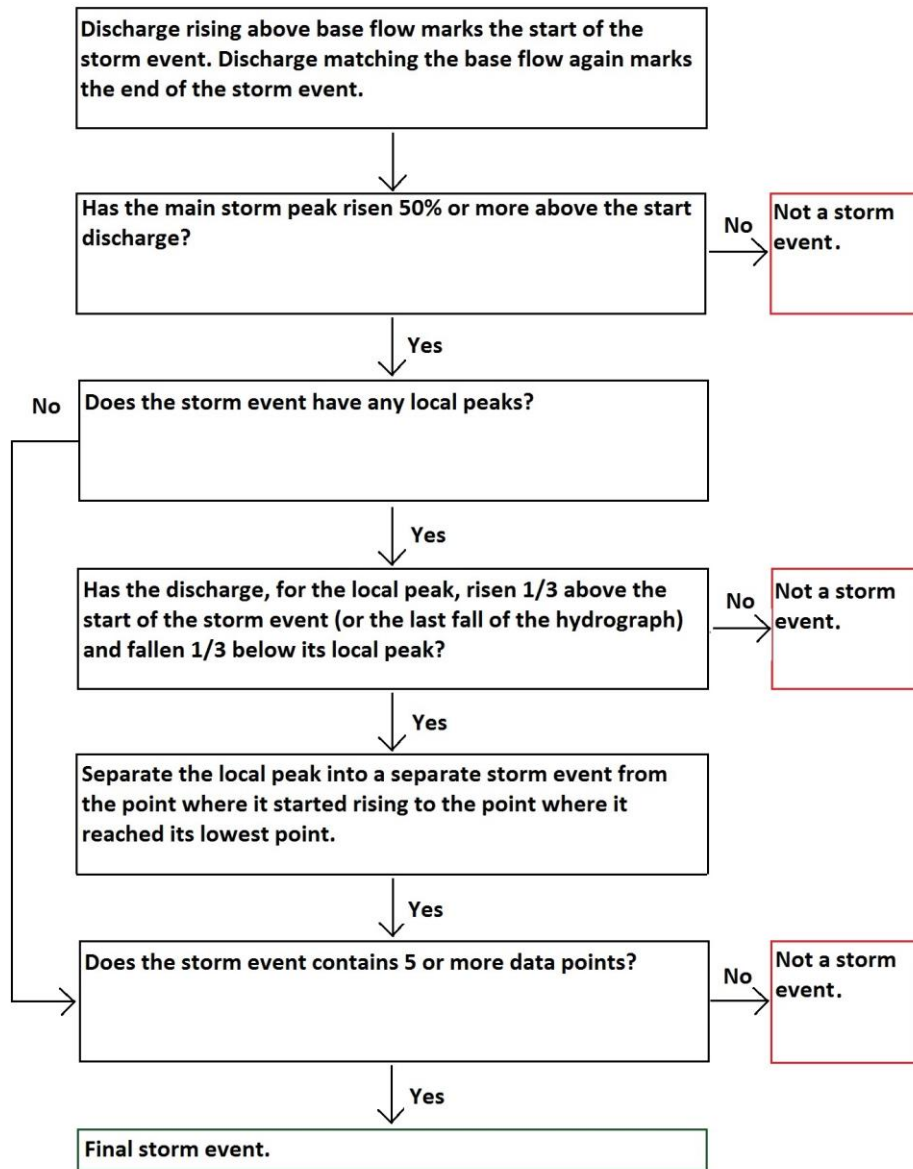 Discharge rising above base flow marks the start of the
storm event. Discharge matching the base flow again marks
the end of the storm event.
Has the main storm peak risen 50% or more above the start
discharge?
No
Not a storm
event.
Yes
No
Does the storm event have any local peaks?
Yes
Has the discharge, for the local peak, risen 1/3 above the
start of the storm event (or the last fall of the hydrograph)
and fallen 1/3 below its local peak?
No
Not a storm
event.
Yes
Separate the local peak into a separate storm event from
the point where it started rising to the point where it
reached its lowest point.
Yes
Does the storm event contains 5 or more data points?
No
Not a storm
event.
Yes
Final storm event.